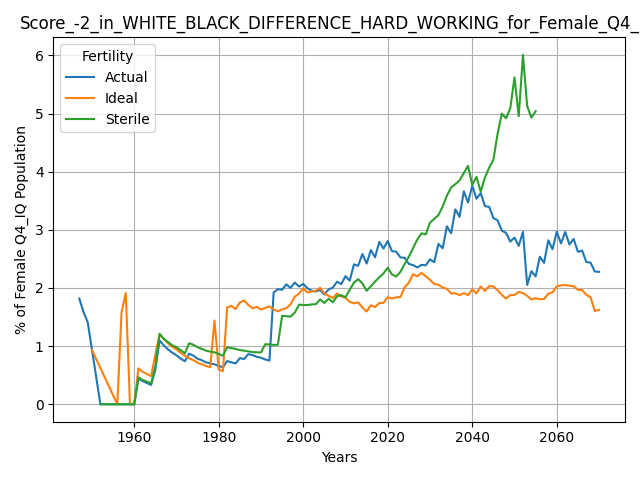 Score_-2_in_WHITE_BLACK_DIFFERENCE_HARD_WORKING_for_Female_Q4_
Fertility
Actual
Ideal
Sterile
% of Female Q4_IQ Population
6
5
4
3
2
1
0
1960 1980 2000 2020 2040 2060
Years